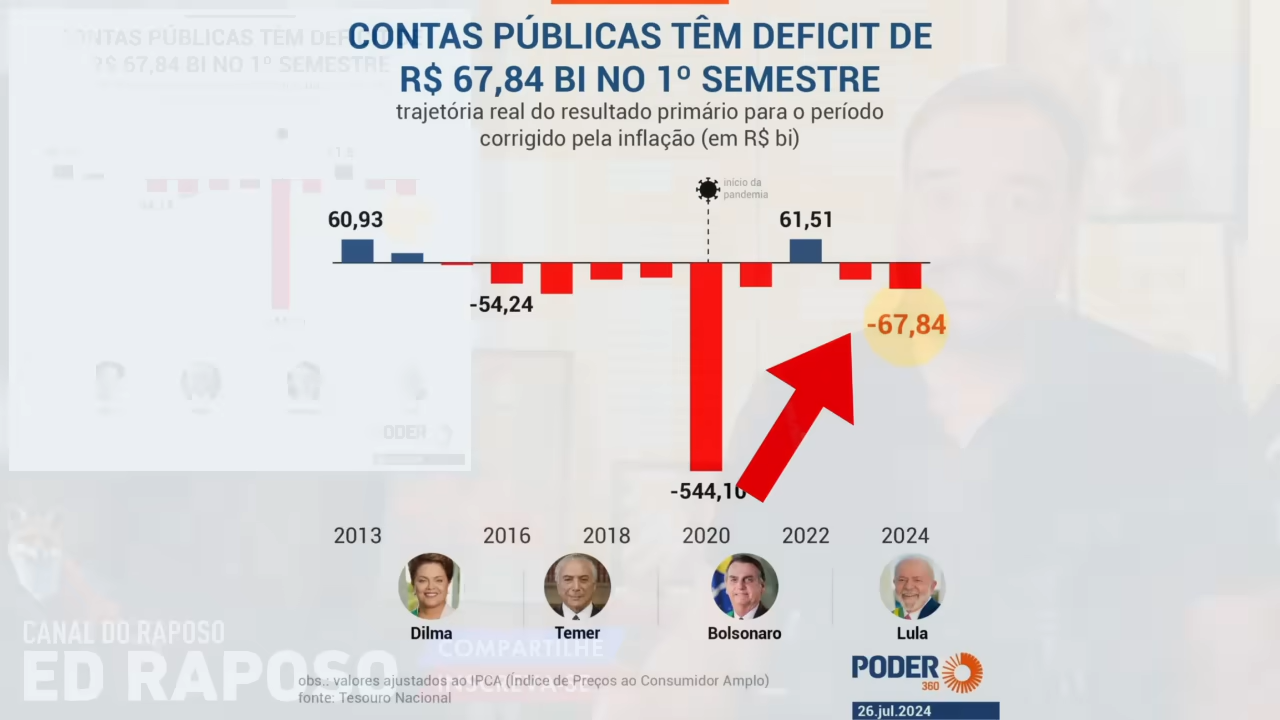 CONTAS PÚBLICAS TÊM DEFICIT DE
R$ 67,84 BI NO 1º SEMESTRE
trajetória real do resultado primário para o período
corrigido pela inflação (em R$ bi)
início da
pandemia
60,93
61,51
-54,24
-67,84
-544,10
2013 2016 2018 2020 2022 2024
Dilma Temer Bolsonaro Lula
CANAL DO RAPOSO
ED RAPOSO
COMPARTILHE
INSCREVA-SE
obs.: valores ajustados ao IPCA (Índice de Preços ao Consumidor Amplo)
fonte: Tesouro Nacional
PODER
360
26.jul.2024